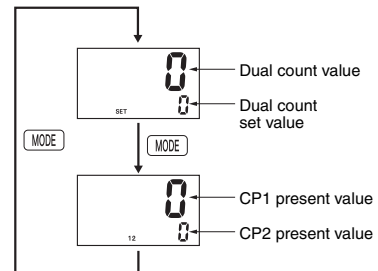 0
Dual count value
SET
0
Dual count
set value
MODE
MODE
0
CP1 present value
12
0
CP2 present value